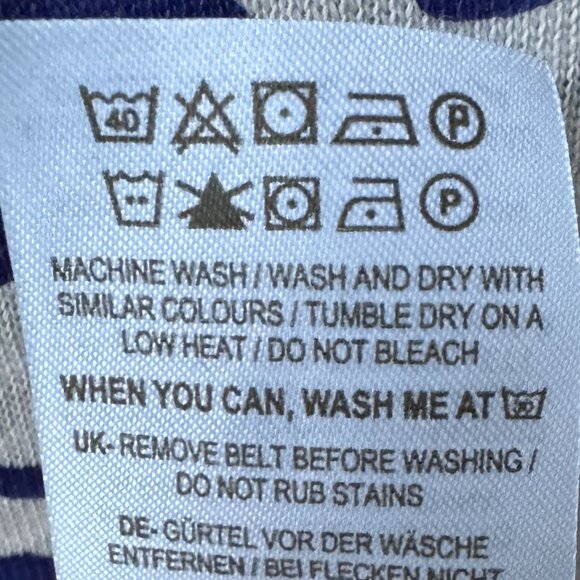 40 P
P
MACHINE WASH / WASH AND DRY WITH
SIMILAR COLOURS / TUMBLE DRY ON A
LOW HEAT / DO NOT BLEACH
WHEN YOU CAN, WASH ME AT 30
UK- REMOVE BELT BEFORE WASHING /
DO NOT RUB STAINS
DE- GÜRTEL VOR DER WÄSCHE
ENTFERNEN / BEI FLECKEN NICHT